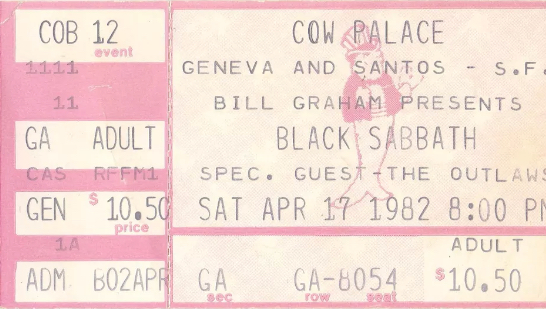 COB 12
event
1111
11
GA ADULT
CAS RFFM1
GEN $ 10.50
price
1A
ADM B02APR
COW PALACE
GENEVA AND SANTOS - S.F.
BILL GRAHAM PRESENTS
BLACK SABBATH
SPEC. GUEST-THE OUTLAWS
SAT APR 17 1982 8:00 PM
ADULT
GA GA-8054 $10.50
sec row seat